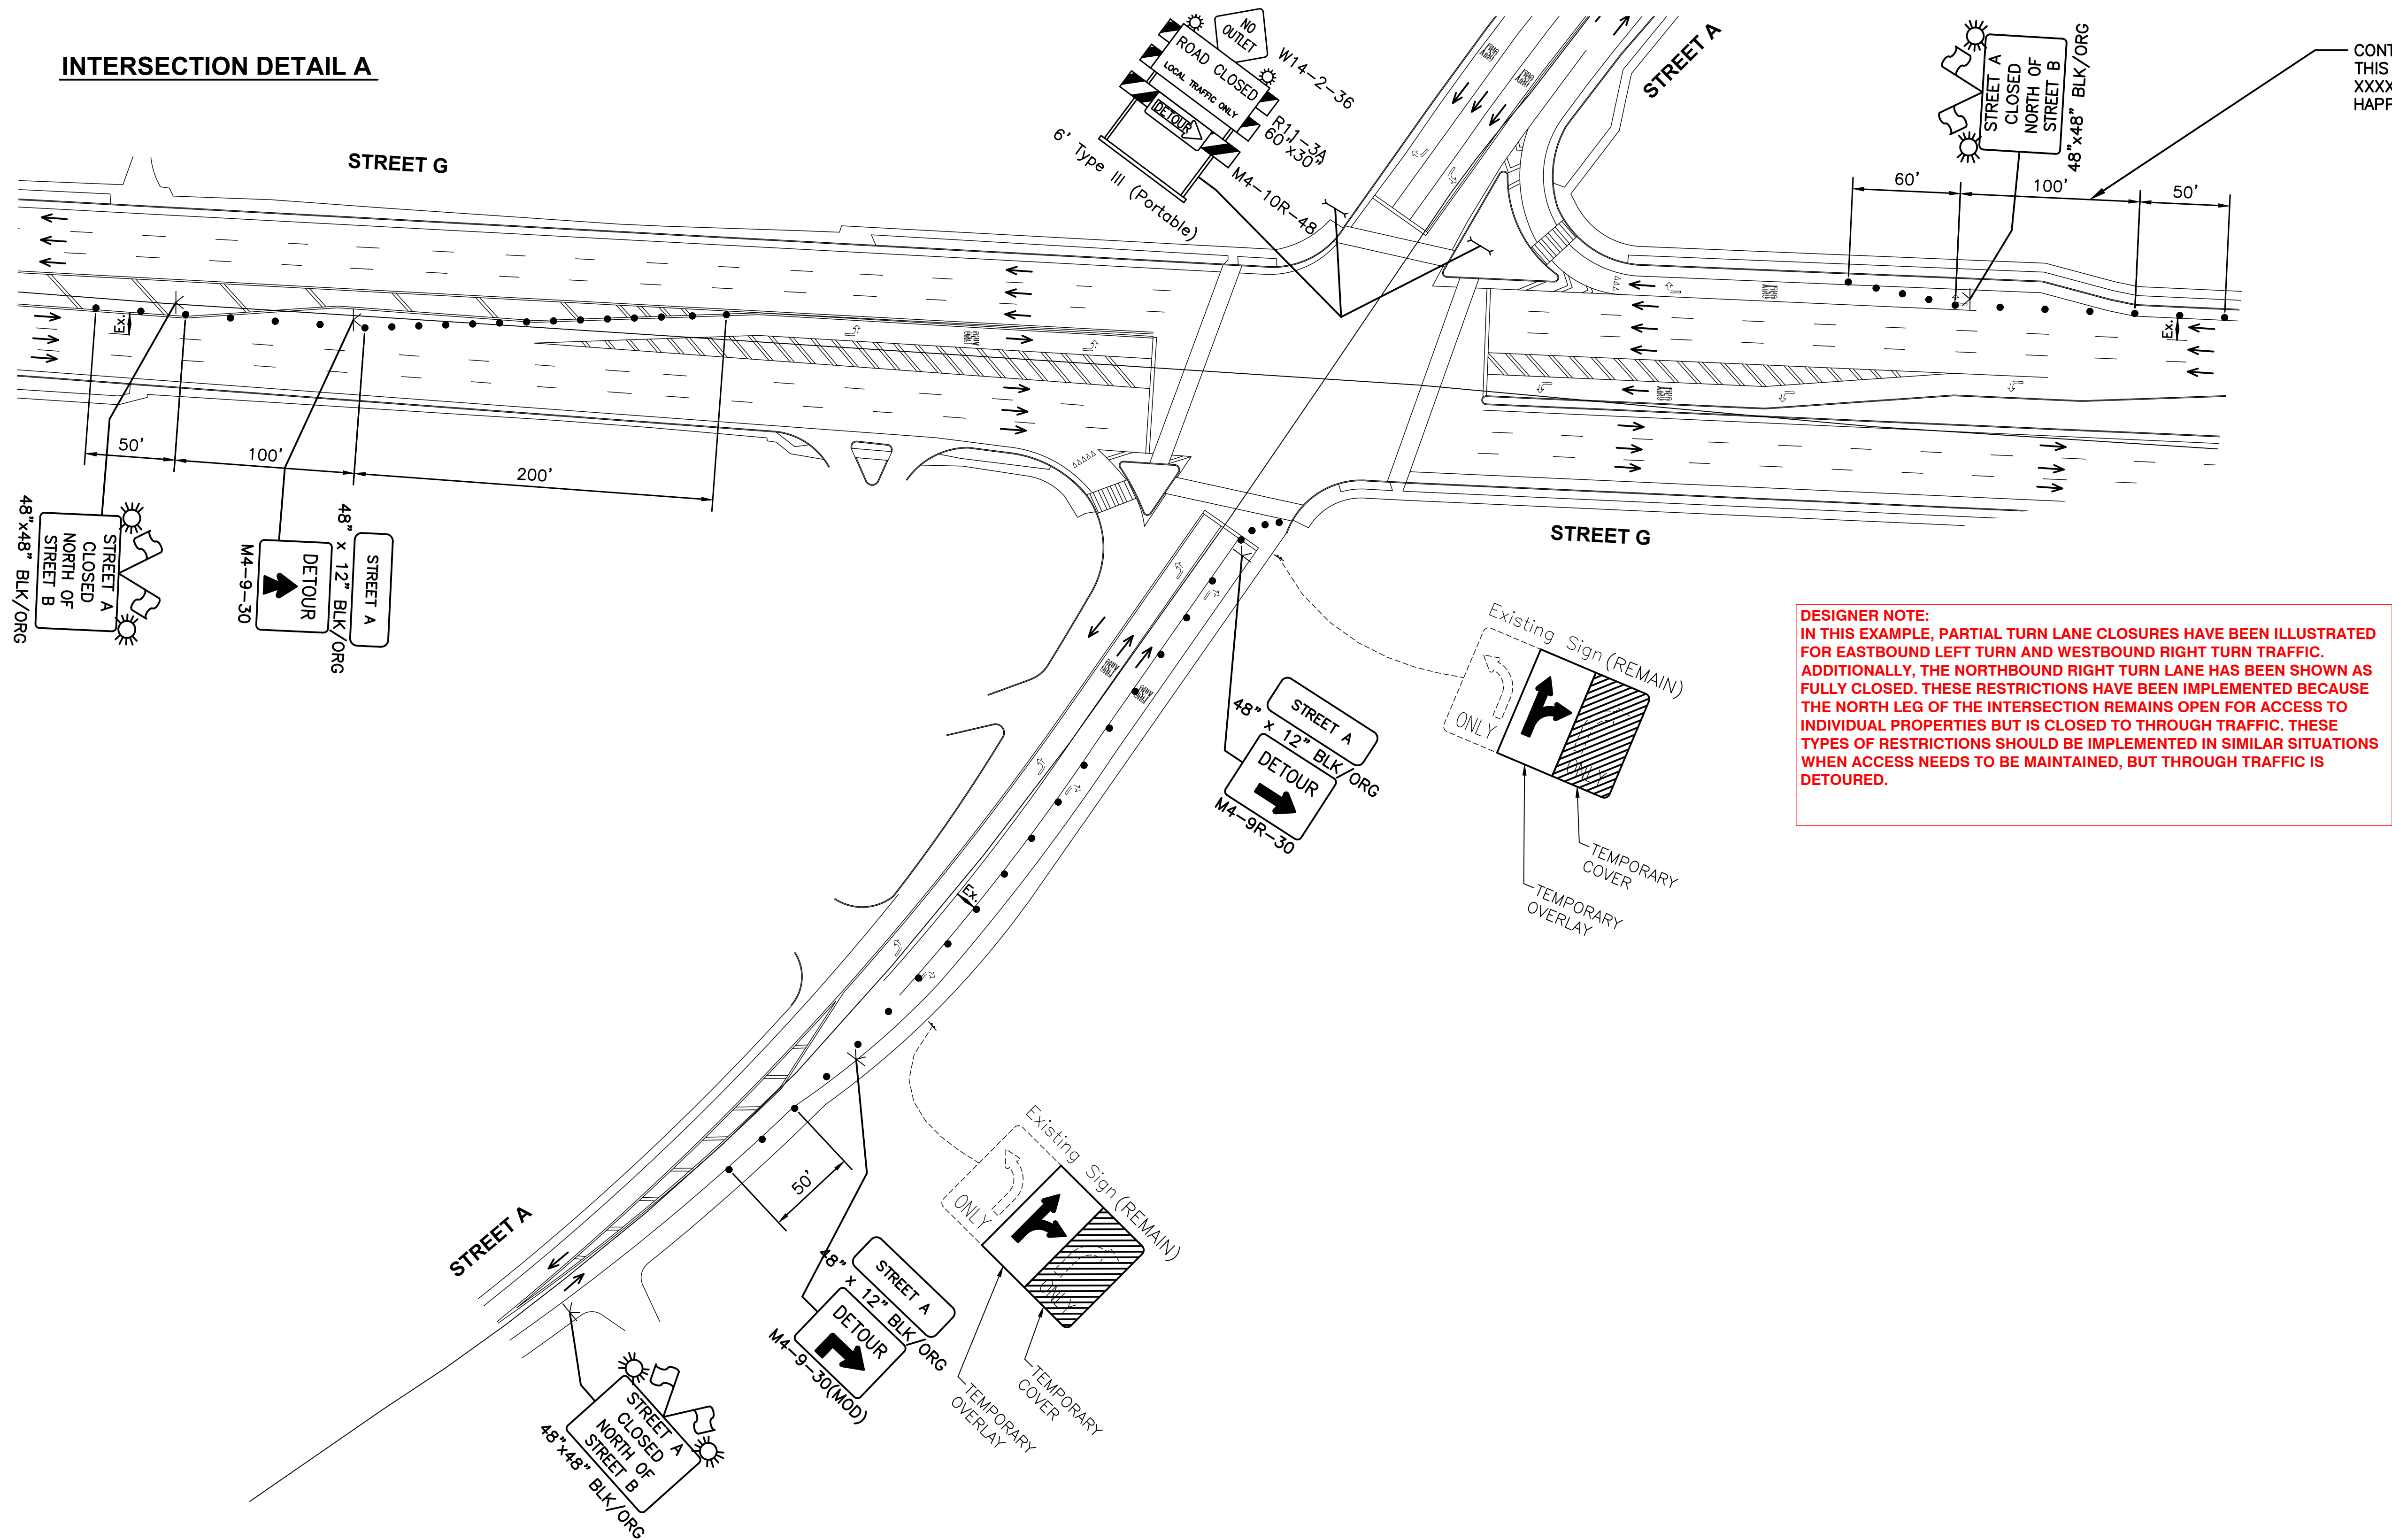 INTERSECTION DETAIL A
STREET G
NO
OUTLET
W14-2-36
ROAD CLOSED
LOCAL TRAFFIC ONLY
R11-3A
60"x30"
DETOUR
M4-10R-48
6' Type III (Portable)
STREET A
STREET A
CLOSED
NORTH OF
STREET B
48"x48" BLK/ORG
THIS
60'
100'
50'
Ex.
Ex.
50'
100'
200'
STREET A
CLOSED
NORTH OF
STREET B
48"x48" BLK/ORG
STREET A
48" x 12" BLK/ORG
DETOUR
M4-9-30
STREET G
Existing Sign (REMAIN)
ONLY
ONLY
TEMPORARY
COVER
TEMPORARY
OVERLAY
STREET A
48" x 12" BLK/ORG
DETOUR
M4-9R-30
DESIGNER NOTE:
IN THIS EXAMPLE, PARTIAL TURN LANE CLOSURES HAVE BEEN ILLUSTRATED
FOR EASTBOUND LEFT TURN AND WESTBOUND RIGHT TURN TRAFFIC.
ADDITIONALLY, THE NORTHBOUND RIGHT TURN LANE HAS BEEN SHOWN AS
FULLY CLOSED. THESE RESTRICTIONS HAVE BEEN IMPLEMENTED BECAUSE
THE NORTH LEG OF THE INTERSECTION REMAINS OPEN FOR ACCESS TO
INDIVIDUAL PROPERTIES BUT IS CLOSED TO THROUGH TRAFFIC. THESE
TYPES OF RESTRICTIONS SHOULD BE IMPLEMENTED IN SIMILAR SITUATIONS
WHEN ACCESS NEEDS TO BE MAINTAINED, BUT THROUGH TRAFFIC IS
DETOURED.
Ex.
50'
STREET A
Existing Sign (REMAIN)
ONLY
ONLY
TEMPORARY
COVER
TEMPORARY
OVERLAY
STREET A
48" x 12" BLK/ORG
DETOUR
M4-9-30(MOD)
STREET A
CLOSED
NORTH OF
STREET B
48"x48" BLK/ORG